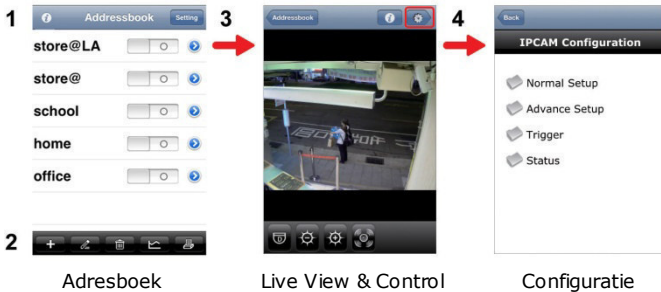 1
Addressbook
Setting
store@LA
store@
school
home
office
2
Adresboek
3
Addressbook
Live View & Control
4
Back
IPCAM Configuration
Normal Setup
Advance Setup
Trigger
Status
Configuratie